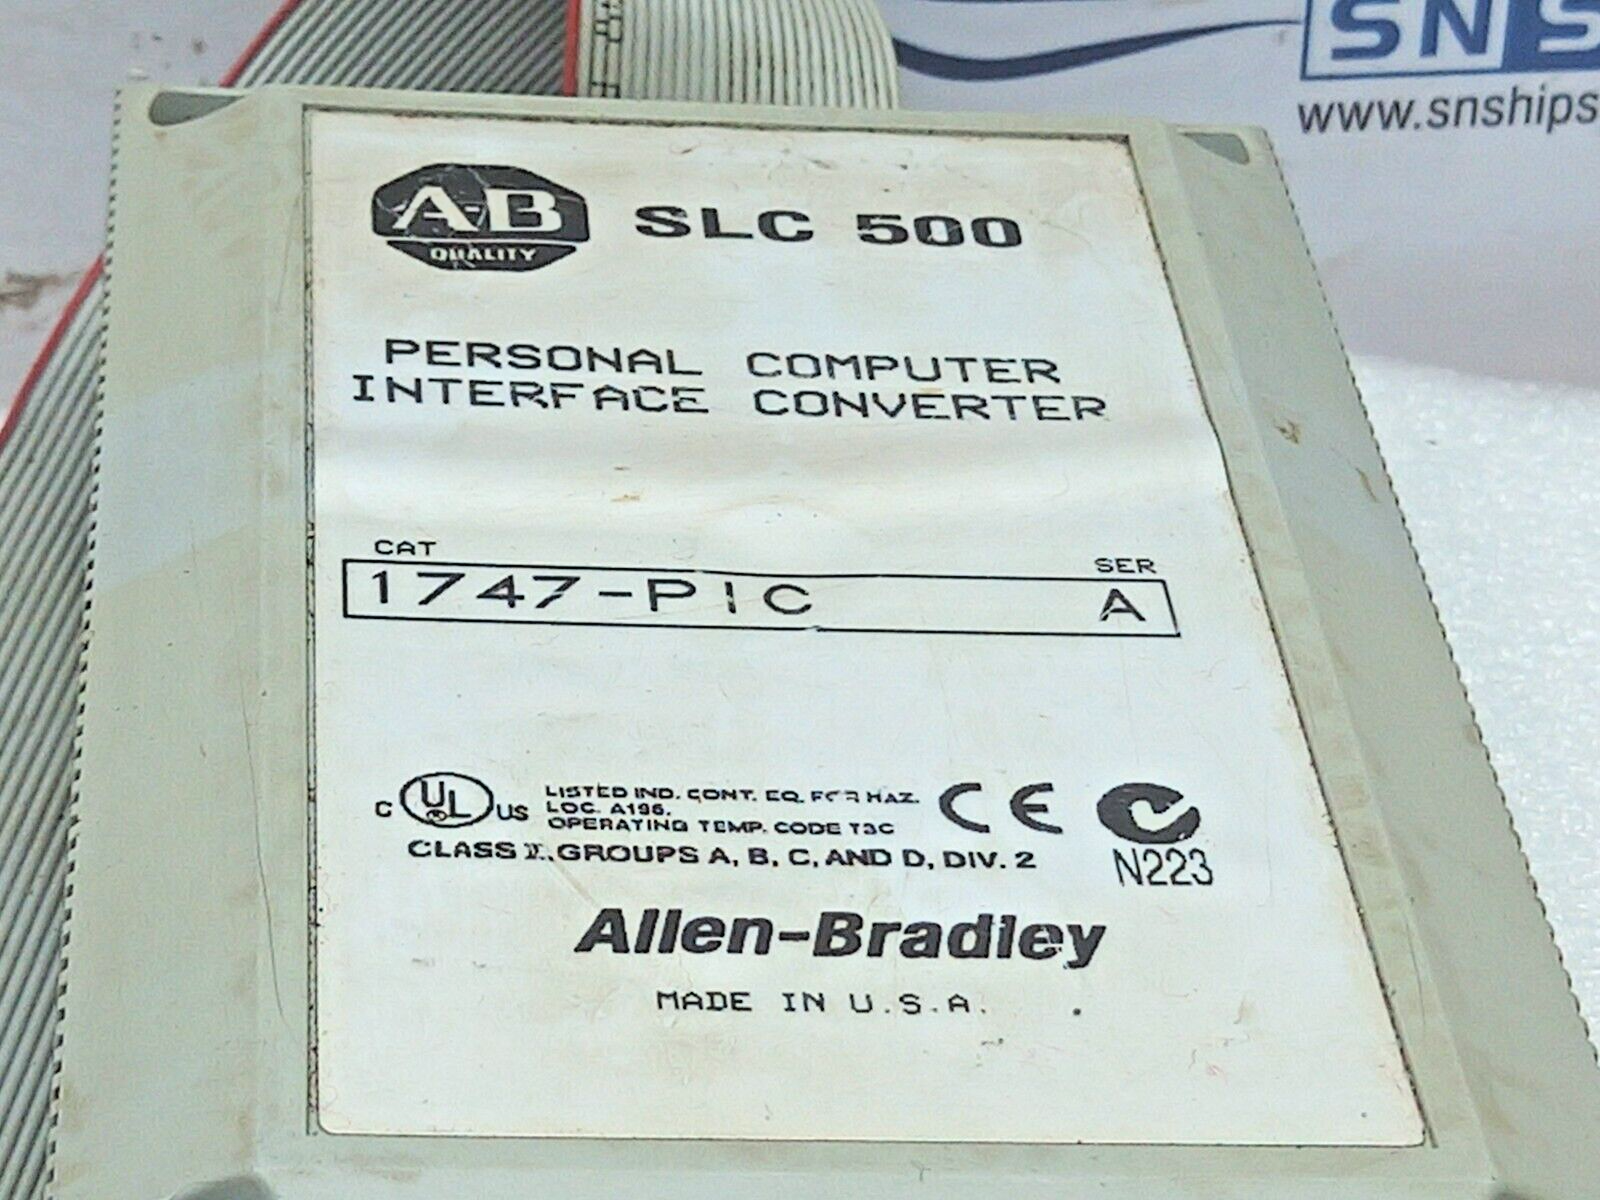 SNS
www.snships
A-B
QUALITY
SLC 500
PERSONAL COMPUTER
INTERFACE CONVERTER
CAT
SER
1747-PIC A
C UL® US
LISTED IND. CONT. EQ. FOR HAZ.
LOC. A196.
OPERATING TEMP. CODE T3C
CLASS I, GROUPS A, B, C, AND D, DIV. 2
CE
N223
Allen-Bradley
MADE IN U.S.A.